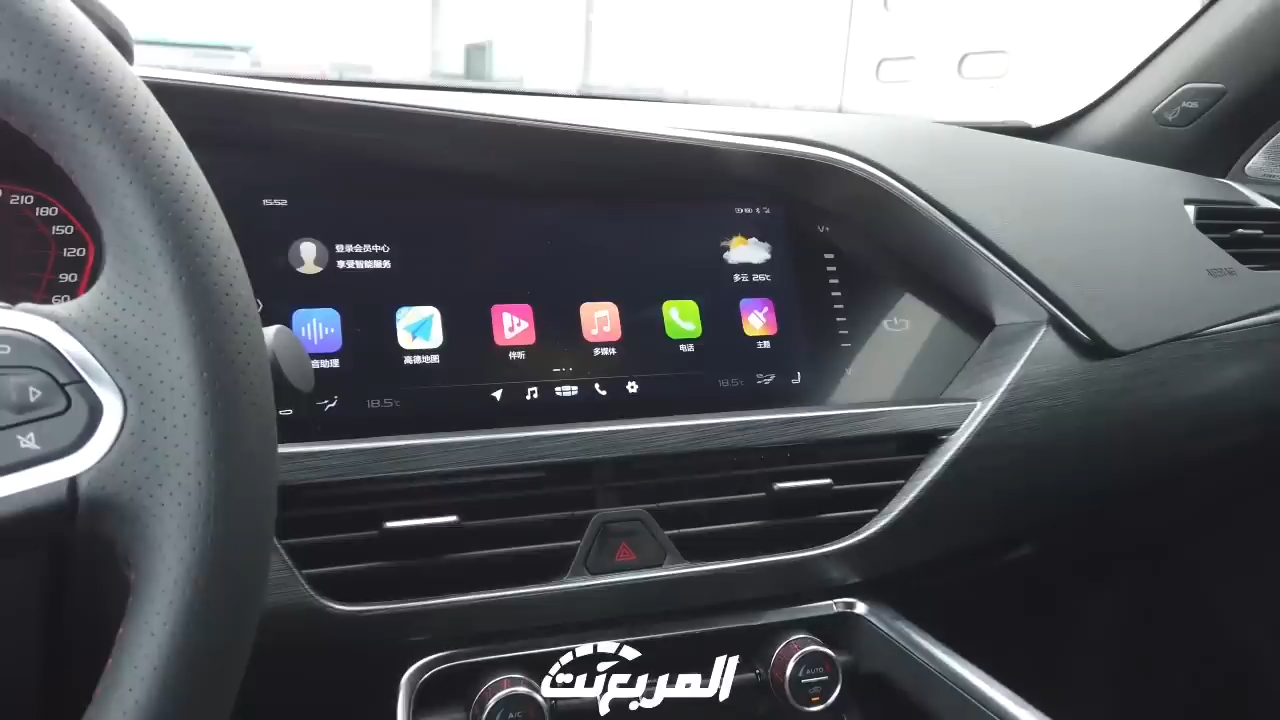 AQS
210
180
150
120
90
60
15:52
登录会员中心
享受智能服务
多云 26℃
V+
音助理
高德地图
伴听
多媒体
电话
主题
18.5℃
18.5℃
AUTO
A/C
المربع نت